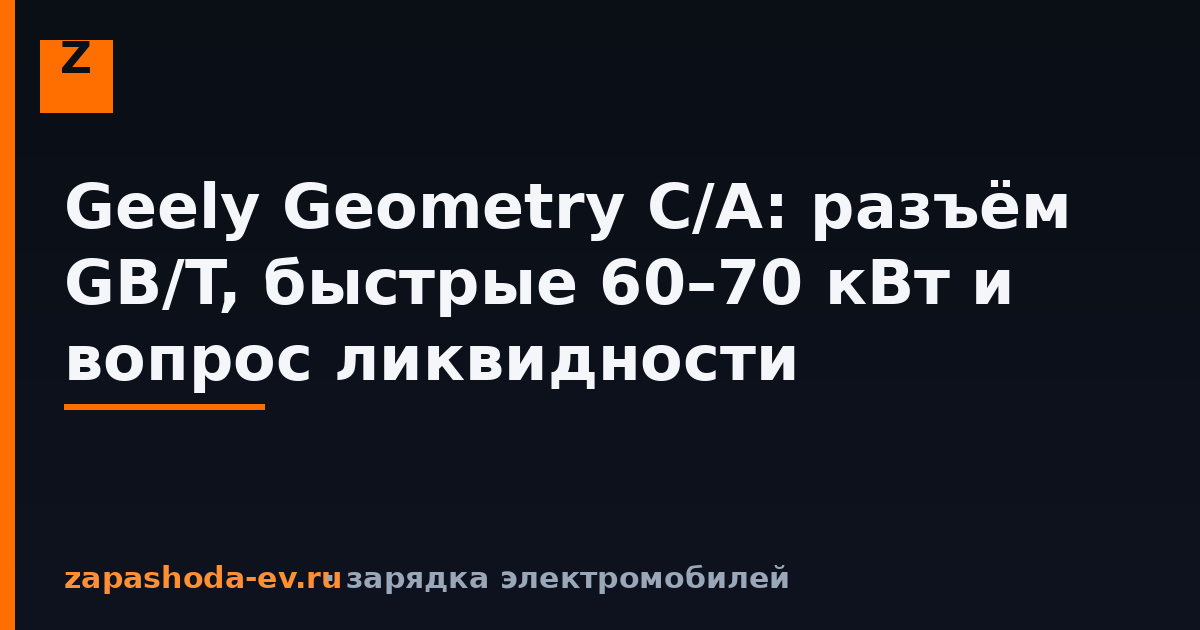 Z
Geely Geometry C/A: разъём
GB/T, быстрые 60–70 кВт и
вопрос ликвидности
zapashoda-ev.ru · зарядка электромобилей